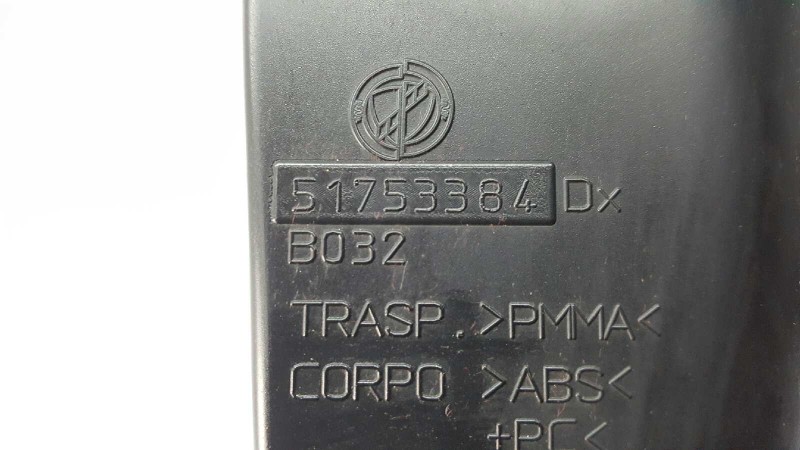 51753384 Dx
B032
TRASP. >PMMA<
CORPO >ABS<
+PC<